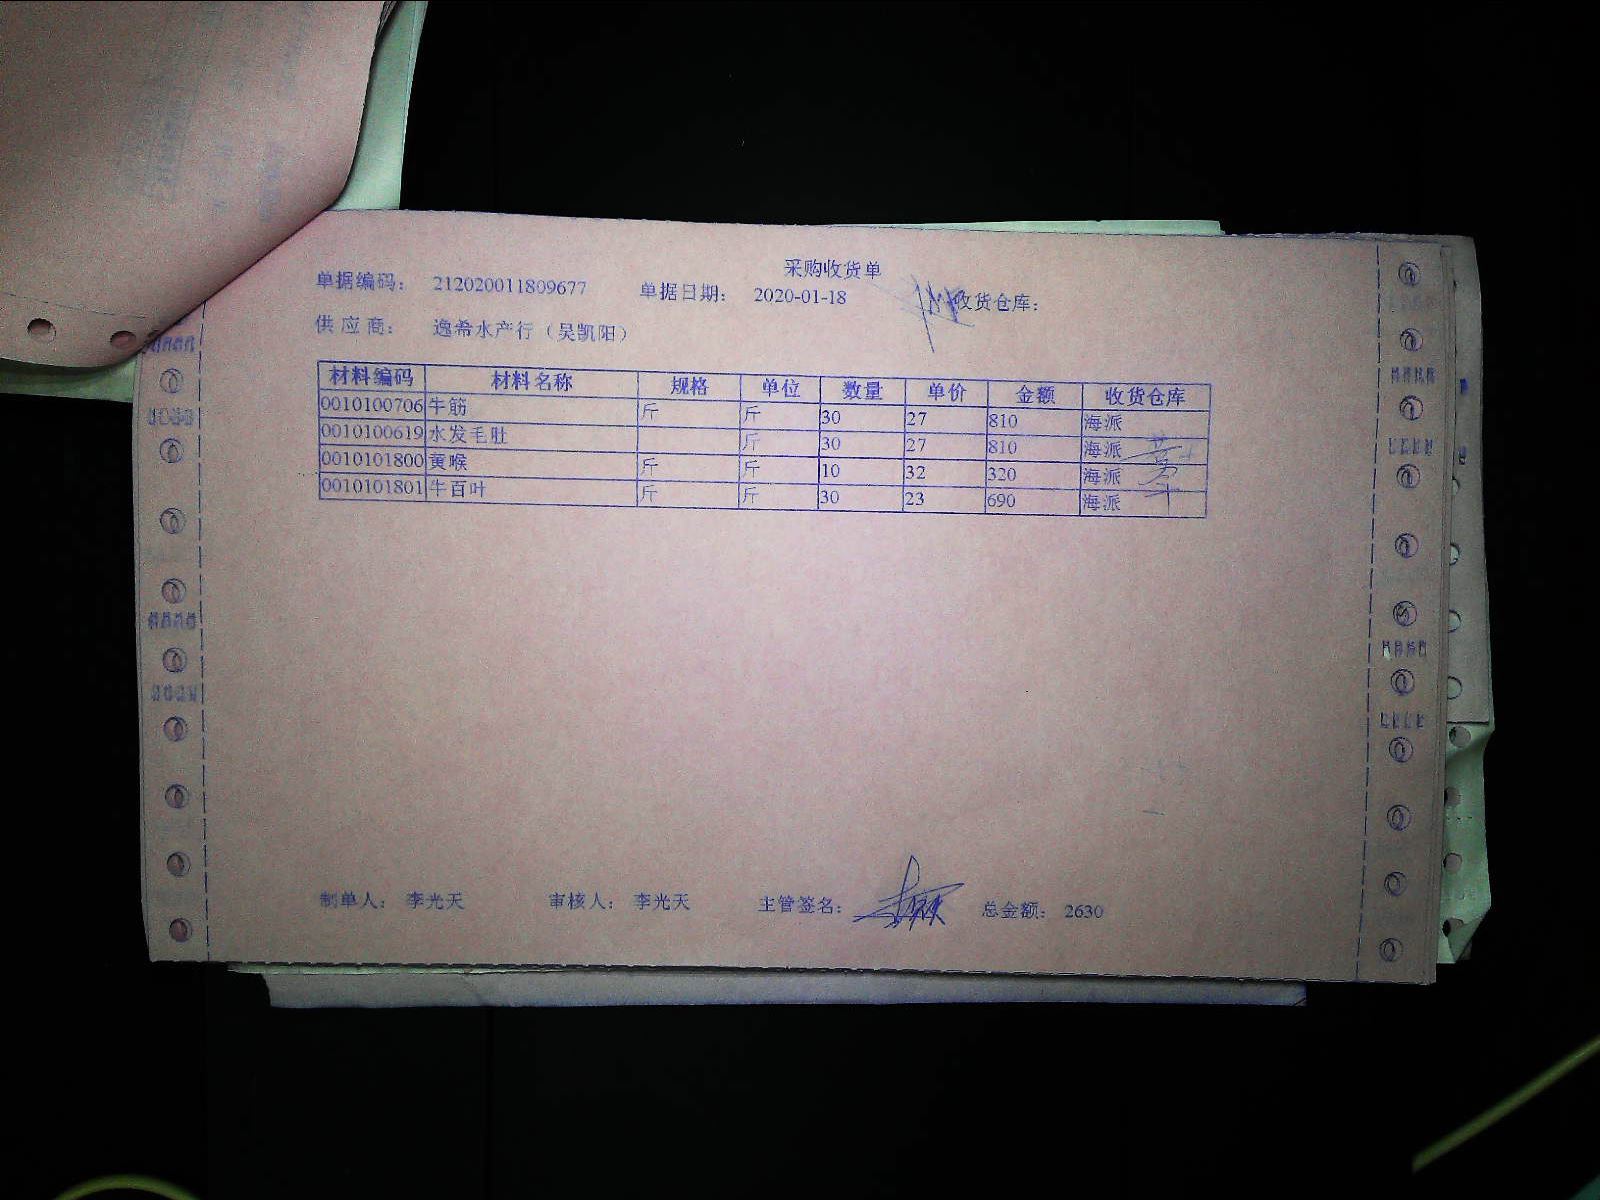 采购收货单
单据编码： 212020011809677 单据日期： 2020-01-18 收货仓库：
供 应 商： 逸希水产行（吴凯阳）
材料编码 材料名称 规格 单位 数量 单价 金额 收货仓库
0010100706 牛筋 斤 斤 30 27 810 海派
0010100619 水发毛肚 斤 30 27 810 海派
0010101800 黄喉 斤 斤 10 32 320 海派
0010101801 牛百叶 斤 斤 30 23 690 海派
制单人： 李光天 审核人： 李光天 主管签名： 总金额： 2630